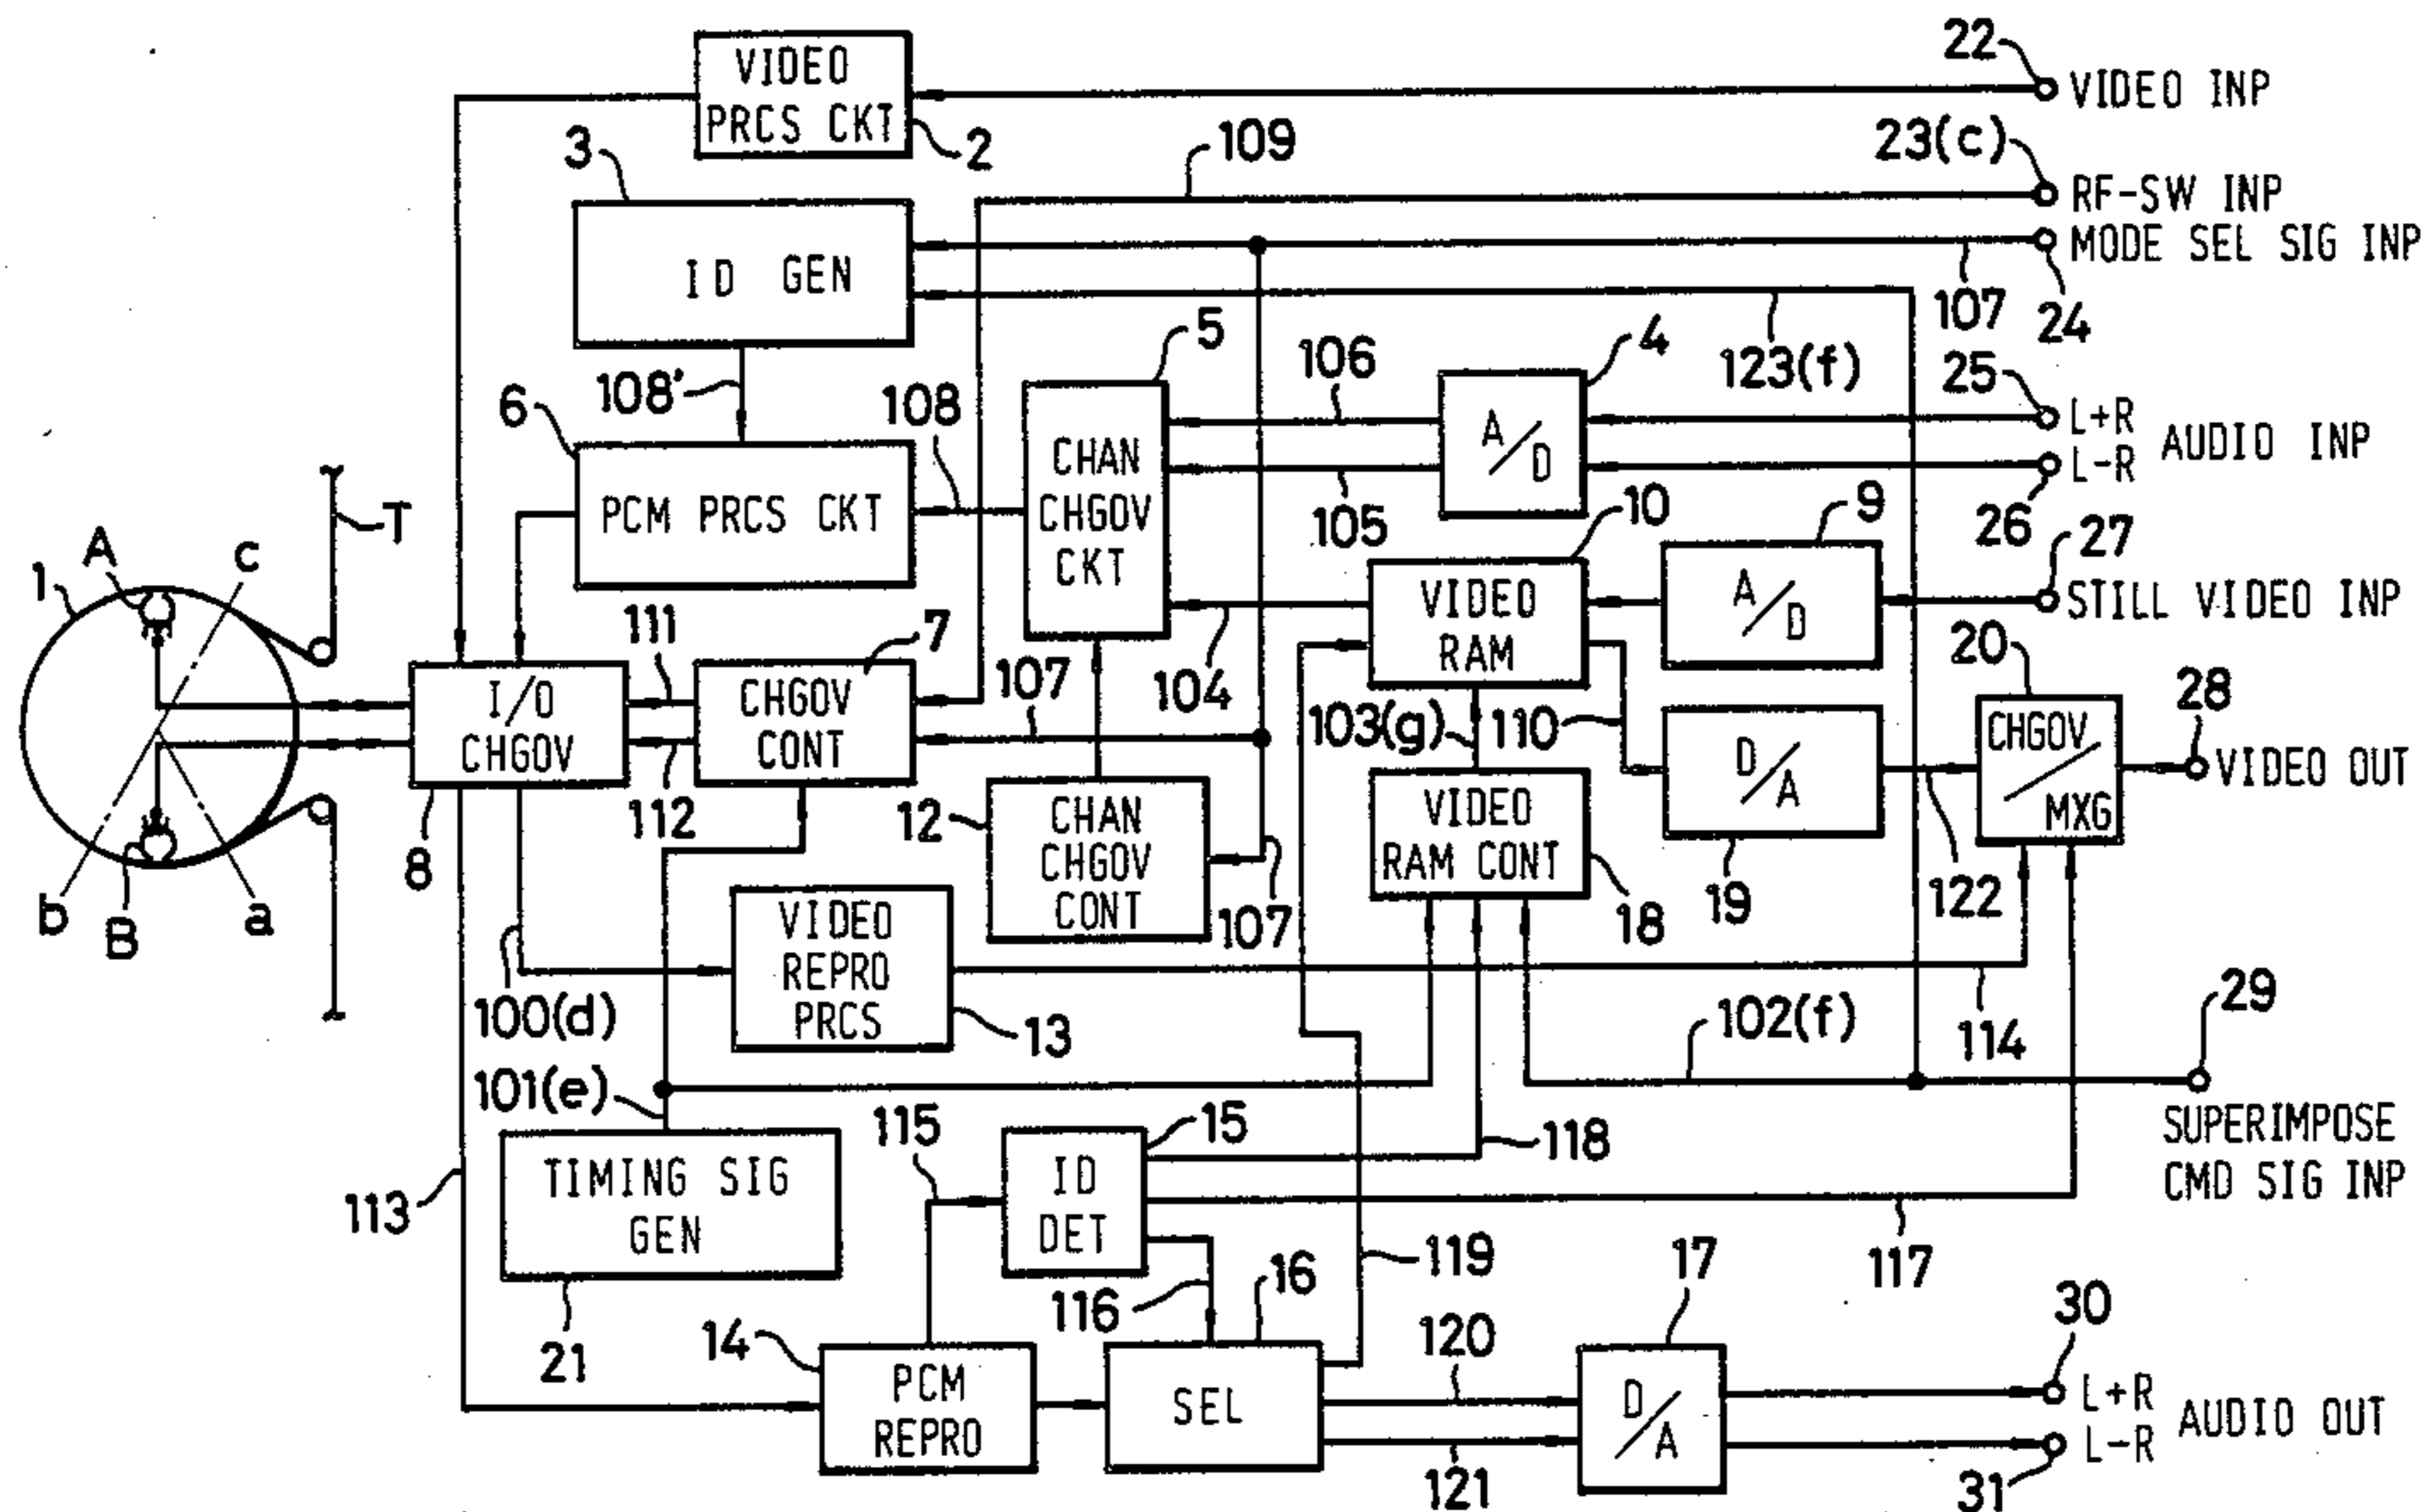 22
VIDEO INP
VIDEO
PRCS CKT
2
23(c)
109
RF-SW INP
3
MODE SEL SIG INP
ID GEN
107
24
5
4
123(f)
106
25
108'
108
6
L+R
AUDIO INP
A/D
CHAN
CHGOV
CKT
L-R
PCM PRCS CKT
105
10
9
26
27
T
A
c
1
VIDEO
RAM
A/D
STILL VIDEO INP
111
7
104
20
28
107
I/O
CHGOV
CHGOV
CONT
103(g)
110
CHGOV/
MXG
D/A
VIDEO OUT
112
12
CHAN
CHGOV
CONT
VIDEO
RAM CONT
8
b
B
a
107
18
19
122
VIDEO
REPRO
PRCS
100(d)
13
102(f)
114
29
101(e)
115
15
118
SUPERIMPOSE
CMD SIG INP
TIMING SIG
GEN
ID
DET
113
117
119
116
16
17
30
21
14
120
PCM
REPRO
SEL
D/A
L+R
AUDIO OUT
L-R
121
31